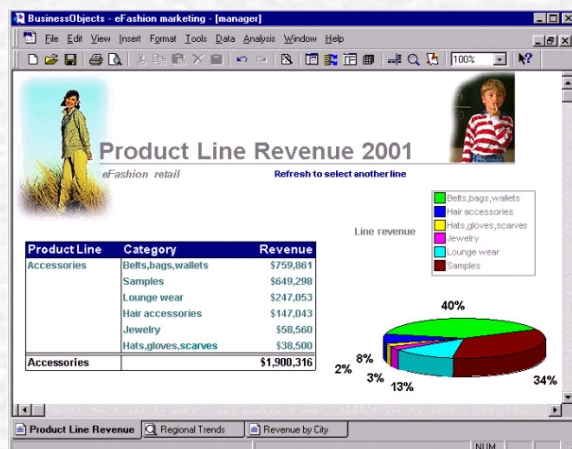 BusinessObjects - eFashion marketing - [manager]
File Edit View Insert Format Tools Data Analysis Window Help
100%
Product Line Revenue 2001
eFashion retail Refresh to select another line
Line revenue
Belts,bags,wallets
Hair accessories
Hats,gloves,scarves
Jewelry
Lounge wear
Samples
Product Line Category Revenue
Accessories Belts,bags,wallets $759,861
Samples $649,298
Lounge wear $247,053
Hair accessories $147,043
Jewelry $58,560
Hats,gloves,scarves $38,500
Accessories $1,900,316
40%
8%
2%
3%
13%
34%
Product Line Revenue Regional Trends Revenue by City
NUM